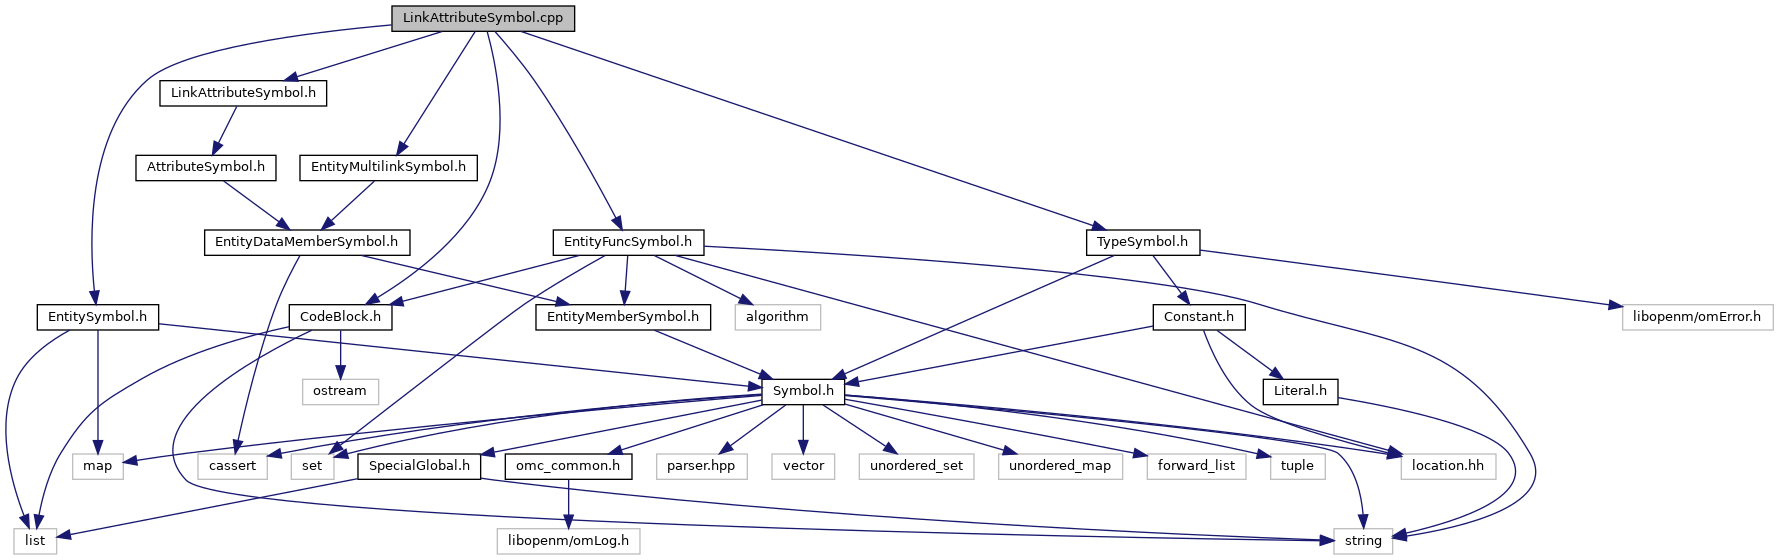 LinkAttributeSymbol.cpp
LinkAttributeSymbol.h
AttributeSymbol.h
EntityMultilinkSymbol.h
EntityDataMemberSymbol.h
EntityFuncSymbol.h
TypeSymbol.h
EntitySymbol.h
CodeBlock.h
EntityMemberSymbol.h
algorithm
Constant.h
libopenm/omError.h
ostream
Symbol.h
Literal.h
map
cassert
set
SpecialGlobal.h
omc_common.h
parser.hpp
vector
unordered_set
unordered_map
forward_list
tuple
location.hh
list
libopenm/omLog.h
string